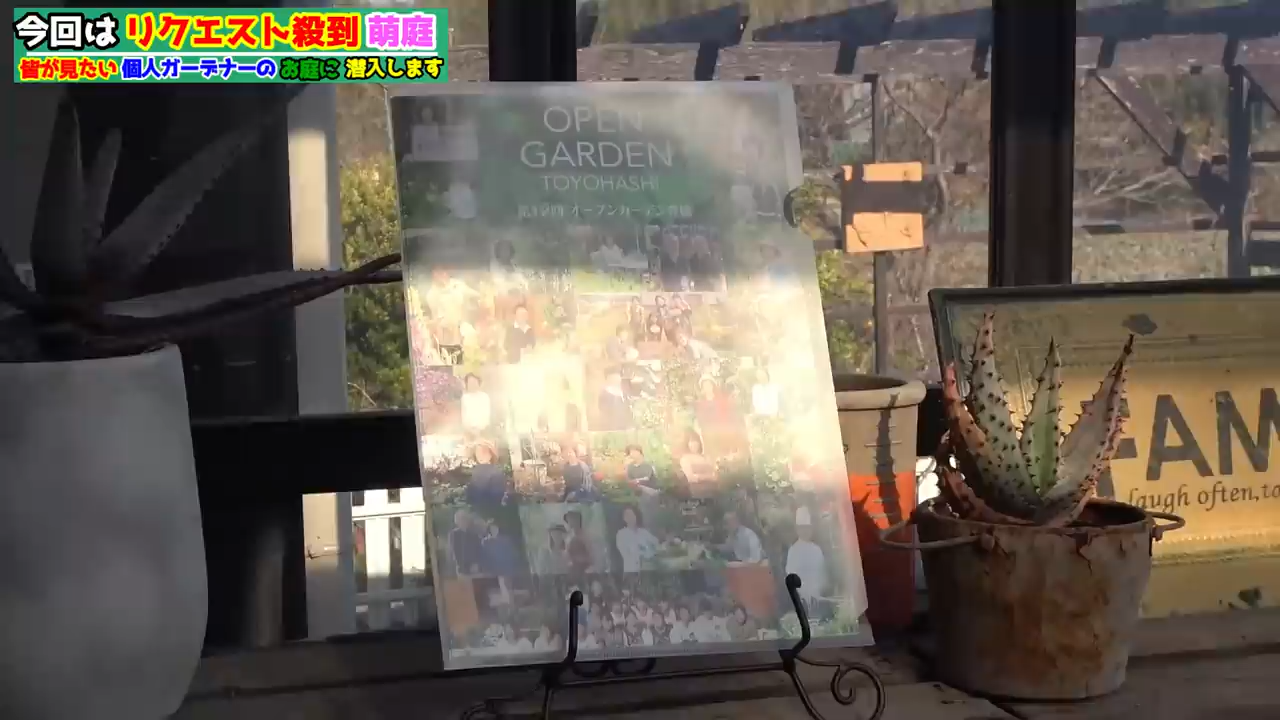 今回は リクエスト殺到 萌庭
皆が見たい 個人ガーデナーの お庭に 潜入します
OPEN
GARDEN
TOYOHASHI
オープンガーデン豊橋
FAM
laugh often,to